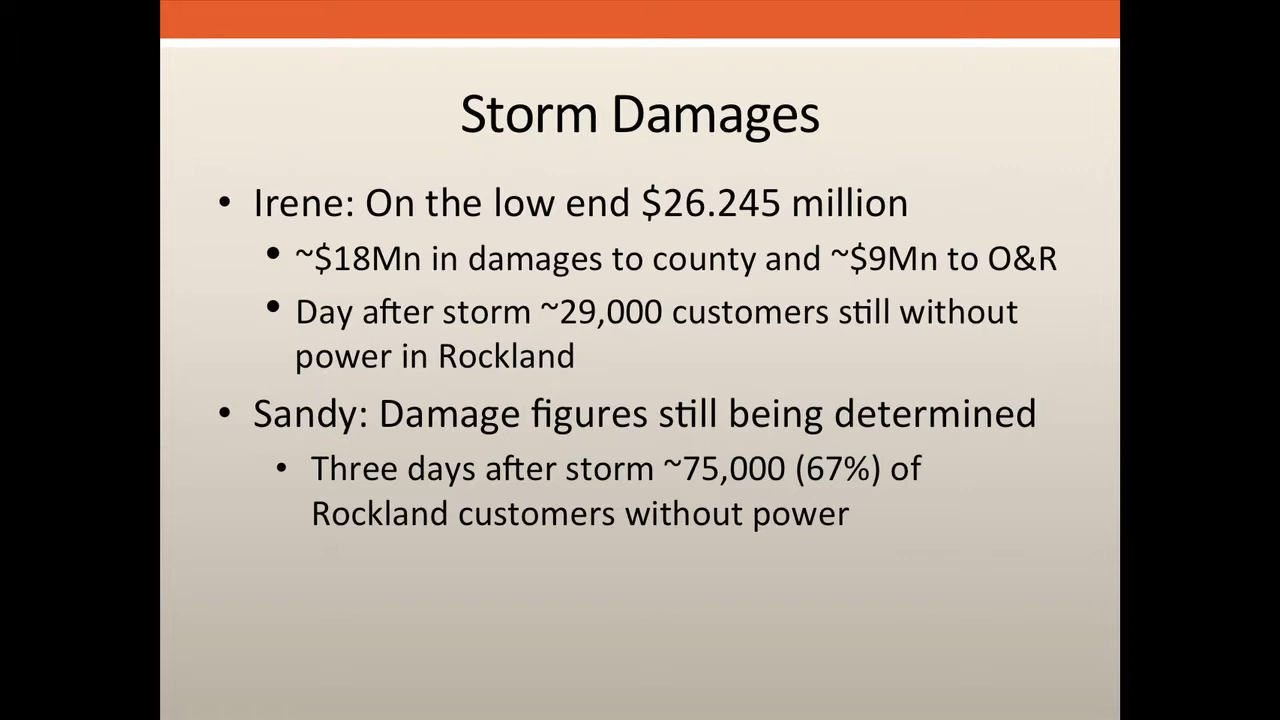 Storm Damages
• Irene: On the low end $26.245 million
• ~$18Mn in damages to county and ~$9Mn to O&R
• Day after storm ~29,000 customers still without
power in Rockland
• Sandy: Damage figures still being determined
• Three days after storm ~75,000 (67%) of
Rockland customers without power